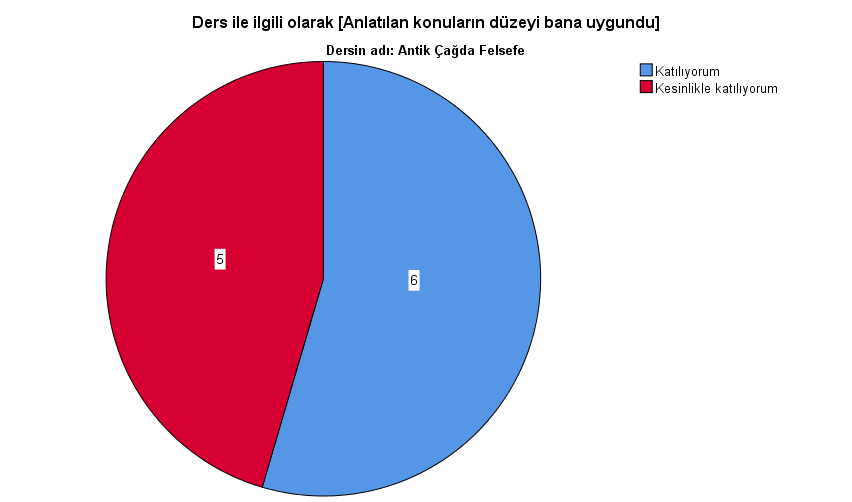 Ders ile ilgili olarak [Anlatılan konuların düzeyi bana uygundu]
Dersin adı: Antik Çağda Felsefe
Katılıyorum
Kesinlikle katılıyorum
5
6